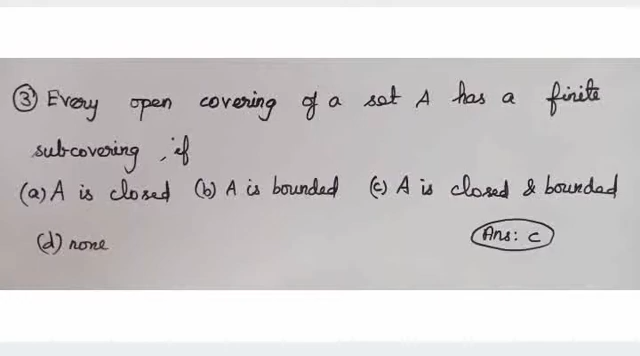 ③ Every open covering of a set A has a finite
subcovering, if
(a) A is closed (b) A is bounded (c) A is closed & bounded
(d) none Ans: c